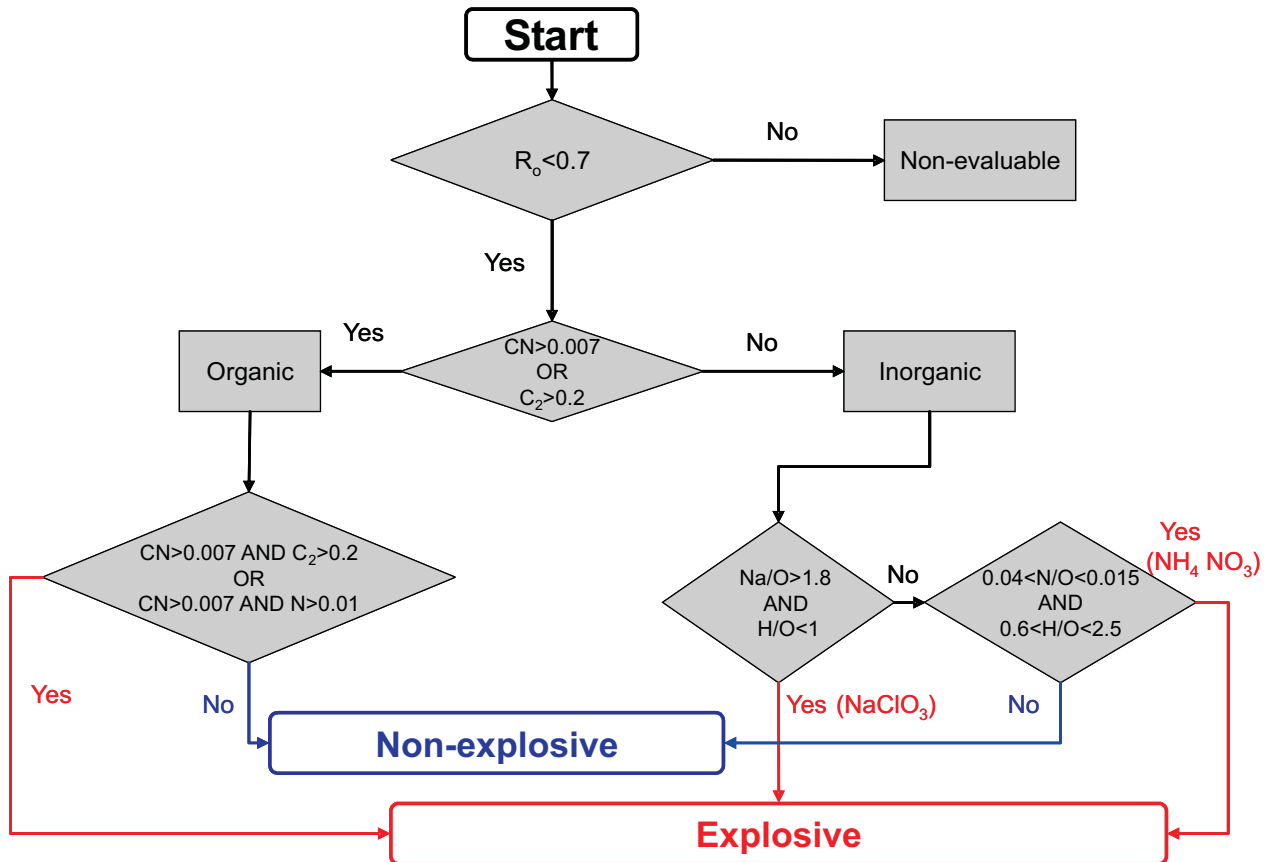 Start
R₀<0.7
No
Non-evaluable
Yes
Yes
CN>0.007
OR
C₂>0.2
No
Organic
Inorganic
CN>0.007 AND C₂>0.2
OR
CN>0.007 AND N>0.01
Na/O>1.8
AND
H/O<1
No
0.04<N/O<0.015
AND
0.6<H/O<2.5
Yes
(NH₄ NO₃)
Yes
No
Yes (NaClO₃)
No
Non-explosive
Explosive